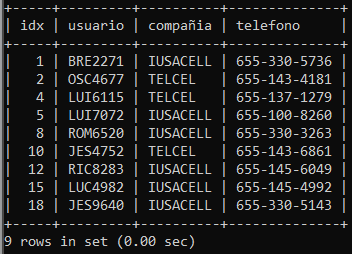 +-----+---------+----------+--------------+
| idx | usuario | compañia | telefono     |
+-----+---------+----------+--------------+
|   1 | BRE2271 | IUSACELL | 655-330-5736 |
|   2 | OSC4677 | TELCEL   | 655-143-4181 |
|   4 | LUI6115 | TELCEL   | 655-137-1279 |
|   5 | LUI7072 | IUSACELL | 655-100-8260 |
|   8 | ROM6520 | IUSACELL | 655-330-3263 |
|  10 | JES4752 | TELCEL   | 655-143-6861 |
|  12 | RIC8283 | IUSACELL | 655-145-6049 |
|  15 | LUC4982 | IUSACELL | 655-145-4992 |
|  18 | JES9640 | IUSACELL | 655-330-5143 |
+-----+---------+----------+--------------+
9 rows in set (0.00 sec)